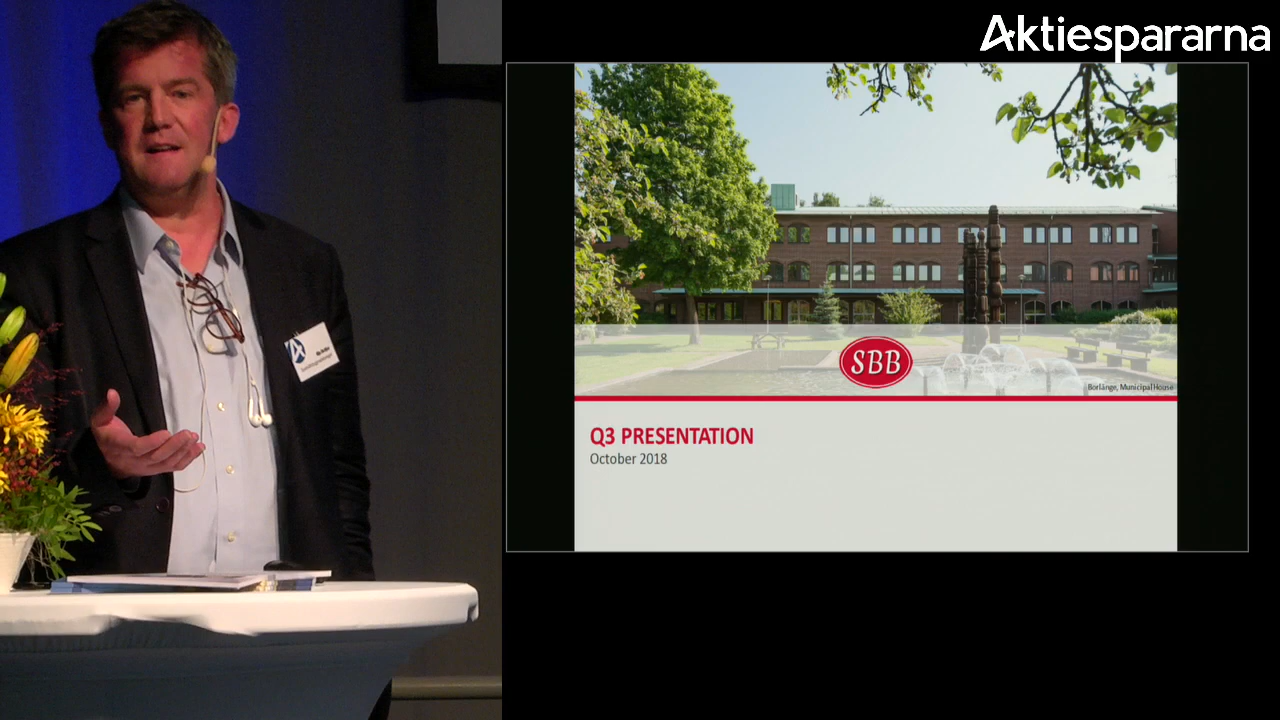 Aktiespararna
SBB
Borlänge, Municipal House
Q3 PRESENTATION
October 2018